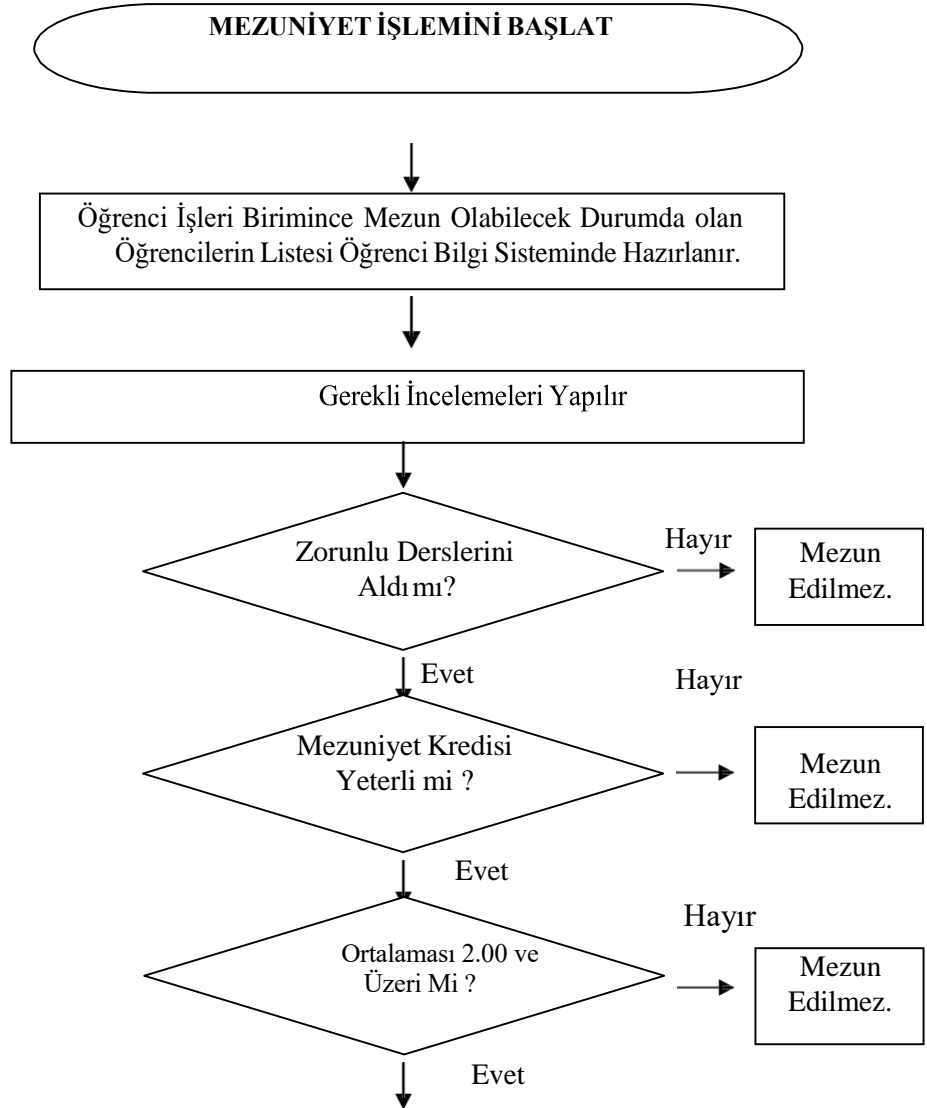 MEZUNİYET İŞLEMİNİ BAŞLAT
Öğrenci İşleri Birimince Mezun Olabilecek Durumda olan
Öğrencilerin Listesi Öğrenci Bilgi Sisteminde Hazırlanır.
Gerekli İncelemeleri Yapılır
Zorunlu Derslerini
Aldı mı?
Hayır
Mezun
Edilmez.
Evet
Hayır
Mezuniyet Kredisi
Yeterli mi ?
Mezun
Edilmez.
Evet
Hayır
Ortalaması 2.00 ve
Üzeri Mi ?
Mezun
Edilmez.
Evet